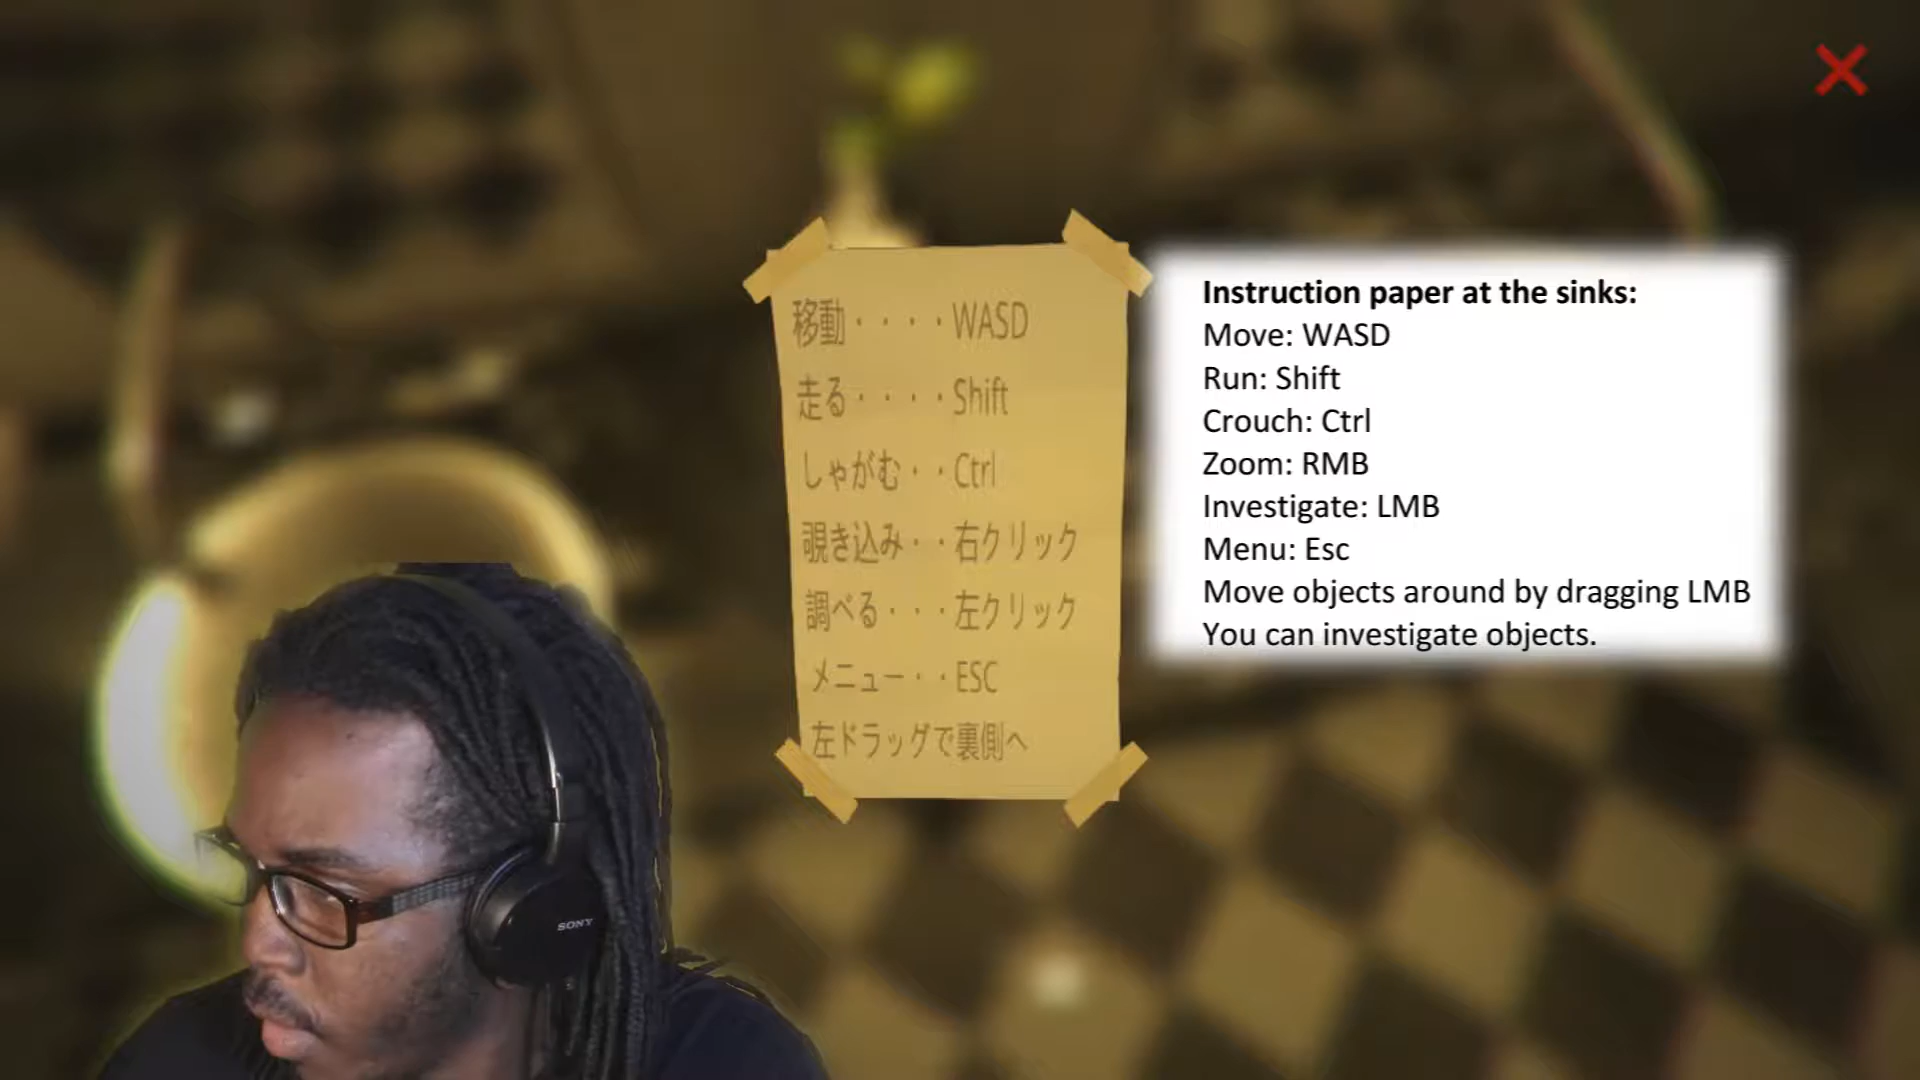 移動・・・・WASD
走る・・・・Shift
しゃがむ・・Ctrl
覗き込み・・右クリック
調べる・・・左クリック
メニュー・・ESC
左ドラッグで裏側へ
Instruction paper at the sinks:
Move: WASD
Run: Shift
Crouch: Ctrl
Zoom: RMB
Investigate: LMB
Menu: Esc
Move objects around by dragging LMB
You can investigate objects.
SONY